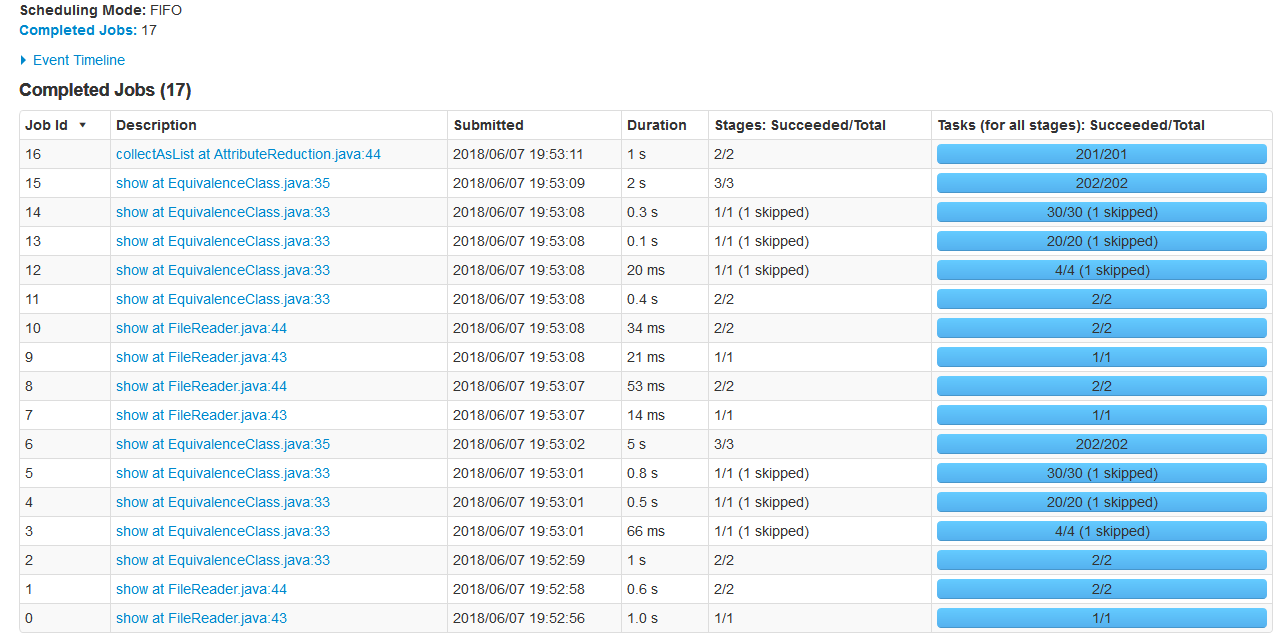 Scheduling Mode: FIFO
Completed Jobs: 17
Event Timeline
Completed Jobs (17)
Job Id Description Submitted Duration Stages: Succeeded/Total Tasks (for all stages): Succeeded/Total
16 collectAsList at AttributeReduction.java:44 2018/06/07 19:53:11 1 s 2/2 201/201
15 show at EquivalenceClass.java:35 2018/06/07 19:53:09 2 s 3/3 202/202
14 show at EquivalenceClass.java:33 2018/06/07 19:53:08 0.3 s 1/1 (1 skipped) 30/30 (1 skipped)
13 show at EquivalenceClass.java:33 2018/06/07 19:53:08 0.1 s 1/1 (1 skipped) 20/20 (1 skipped)
12 show at EquivalenceClass.java:33 2018/06/07 19:53:08 20 ms 1/1 (1 skipped) 4/4 (1 skipped)
11 show at EquivalenceClass.java:33 2018/06/07 19:53:08 0.4 s 2/2 2/2
10 show at FileReader.java:44 2018/06/07 19:53:08 34 ms 2/2 2/2
9 show at FileReader.java:43 2018/06/07 19:53:08 21 ms 1/1 1/1
8 show at FileReader.java:44 2018/06/07 19:53:07 53 ms 2/2 2/2
7 show at FileReader.java:43 2018/06/07 19:53:07 14 ms 1/1 1/1
6 show at EquivalenceClass.java:35 2018/06/07 19:53:02 5 s 3/3 202/202
5 show at EquivalenceClass.java:33 2018/06/07 19:53:01 0.8 s 1/1 (1 skipped) 30/30 (1 skipped)
4 show at EquivalenceClass.java:33 2018/06/07 19:53:01 0.5 s 1/1 (1 skipped) 20/20 (1 skipped)
3 show at EquivalenceClass.java:33 2018/06/07 19:53:01 66 ms 1/1 (1 skipped) 4/4 (1 skipped)
2 show at EquivalenceClass.java:33 2018/06/07 19:52:59 1 s 2/2 2/2
1 show at FileReader.java:44 2018/06/07 19:52:58 0.6 s 2/2 2/2
0 show at FileReader.java:43 2018/06/07 19:52:56 1.0 s 1/1 1/1